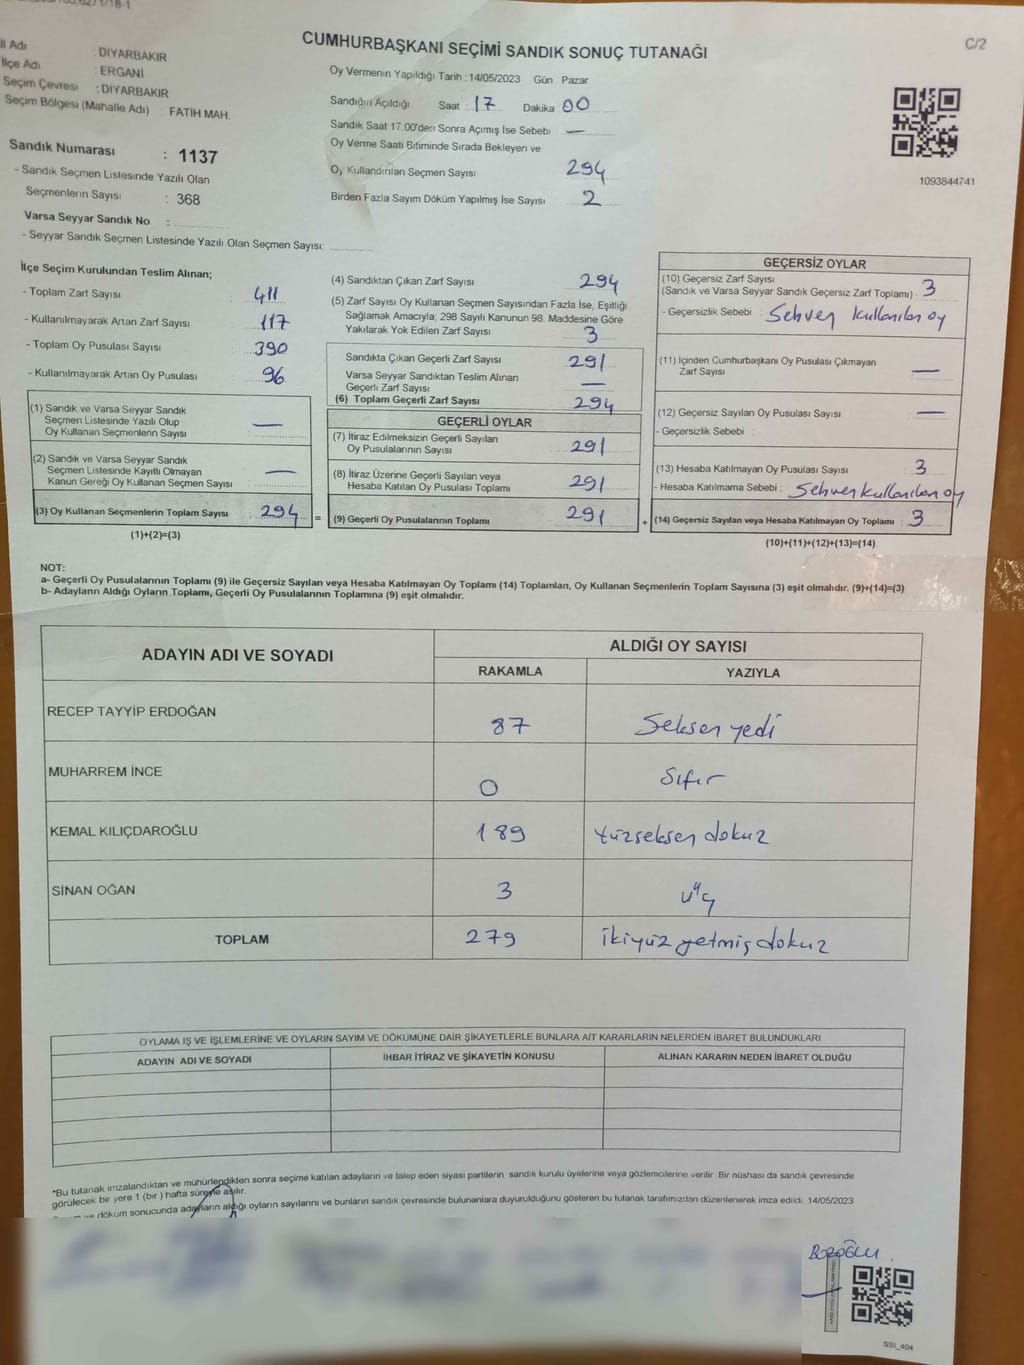 C/2
CUMHURBAŞKANI SEÇİMİ SANDIK SONUÇ TUTANAĞI
İl Adı : DİYARBAKIR
İlçe Adı : ERGANİ
Seçim Çevresi : DİYARBAKIR
Seçim Bölgesi (Mahalle Adı) FATİH MAH.
Sandık Numarası : 1137
- Sandık Seçmen Listesinde Yazılı Olan
Seçmenlerin Sayısı : 368
Varsa Seyyar Sandık No :
- Seyyar Sandık Seçmen Listesinde Yazılı Olan Seçmen Sayısı:
Oy Vermenin Yapıldığı Tarih : 14/05/2023 Gün Pazar
Sandığın Açıldığı Saat : 17 Dakika 00
Sandık Saat 17:00'den Sonra Açımış İse Sebebi —
Oy Verme Saati Bitiminde Sırada Bekleyen ve
Oy Kullandırılan Seçmen Sayısı 294
Birden Fazla Sayım Döküm Yapılmış İse Sayısı 2
1093844741
İlçe Seçim Kurulundan Teslim Alınan;
- Toplam Zarf Sayısı : 411
- Kullanılmayarak Artan Zarf Sayısı : 117
- Toplam Oy Pusulası Sayısı : 390
- Kullanılmayarak Artan Oy Pusulası : 96
(1) Sandık ve Varsa Seyyar Sandık
Seçmen Listesinde Yazılı Olup
Oy Kullanan Seçmenlerin Sayısı : —
(2) Sandık ve Varsa Seyyar Sandık
Seçmen Listesinde Kayıtlı Olmayan
Kanun Gereği Oy Kullanan Seçmen Sayısı : —
(3) Oy Kullanan Seçmenlerin Toplam Sayısı : 294 =
(1)+(2)=(3)
(4) Sandıktan Çıkan Zarf Sayısı 294
(5) Zarf Sayısı Oy Kullanan Seçmen Sayısından Fazla İse, Eşitliği
Sağlamak Amacıyla; 298 Sayılı Kanunun 98. Maddesine Göre
Yakılarak Yok Edilen Zarf Sayısı 3
Sandıkta Çıkan Geçerli Zarf Sayısı 291
Varsa Seyyar Sandıktan Teslim Alınan
Geçerli Zarf Sayısı —
(6) Toplam Geçerli Zarf Sayısı 294
GEÇERLİ OYLAR
(7) İtiraz Edilmeksizin Geçerli Sayılan
Oy Pusulasının Sayısı 291
(8) İtiraz Üzerine Geçerli Sayılan veya
Hesaba Katılan Oy Pusulası Toplamı 291
(9) Geçerli Oy Pusulalarının Toplamı 291 +
GEÇERSİZ OYLAR
(10) Geçersiz Zarf Sayısı
(Sandık ve Varsa Seyyar Sandık Geçersiz Zarf Toplamı) : 3
- Geçersizlik Sebebi : Sehven kullanılan oy
(11) İçinden Cumhurbaşkanı Oy Pusulası Çıkmayan
Zarf Sayısı —
(12) Geçersiz Sayılan Oy Pusulası Sayısı —
- Geçersizlik Sebebi :
(13) Hesaba Katılmayan Oy Pusulası Sayısı 3
- Hesaba Katılmama Sebebi : Sehven kullanılan oy
(14) Geçersiz Sayılan veya Hesaba Katılmayan Oy Toplamı : 3
(10)+(11)+(12)+(13)=(14)
NOT:
a- Geçerli Oy Pusulalarının Toplamı (9) ile Geçersiz Sayılan veya Hesaba Katılmayan Oy Toplamı (14) Toplamları, Oy Kullanan Seçmenlerin Toplam Sayısına (3) eşit olmalıdır. (9)+(14)=(3)
b- Adayların Aldığı Oyların Toplamı, Geçerli Oy Pusulalarının Toplamına (9) eşit olmalıdır.
ADAYIN ADI VE SOYADI
ALDIĞI OY SAYISI
RAKAMLA YAZIYLA
RECEP TAYYİP ERDOĞAN 87 Seksen yedi
MUHARREM İNCE 0 Sıfır
KEMAL KILIÇDAROĞLU 189 Yüzseksen dokuz
SİNAN OĞAN 3 üç
TOPLAM 279 İkiyüz yetmiş dokuz
OYLAMA İŞ VE İŞLEMLERİNE VE OYLARIN SAYIM VE DÖKÜMÜNE DAİR ŞİKAYETLERLE BUNLARA AİT KARARLARIN NELERDEN İBARET BULUNDUKLARI
ADAYIN ADI VE SOYADI İHBAR İTİRAZ VE ŞİKAYETİN KONUSU ALINAN KARARIN NEDEN İBARET OLDUĞU
*Bu tutanak imzalandıktan ve mühürlendikten sonra seçime katılan adayların ve talep eden siyasi partilerin sandık kurulu üyelerine veya gözlemcilerine verilir. Bir nüshası da sandık çevresinde
görülecek bir yere 1 (bir) hafta süreyle asılır.
ve döküm sonucunda adayların aldığı oyların sayılarını ve bunların sandık çevresinde bulunanlara duyurulduğunu gösteren bu tutanak tarafımızdan düzenlenerek imza edildi. 14/05/2023
BOZOĞLU
SSI_404